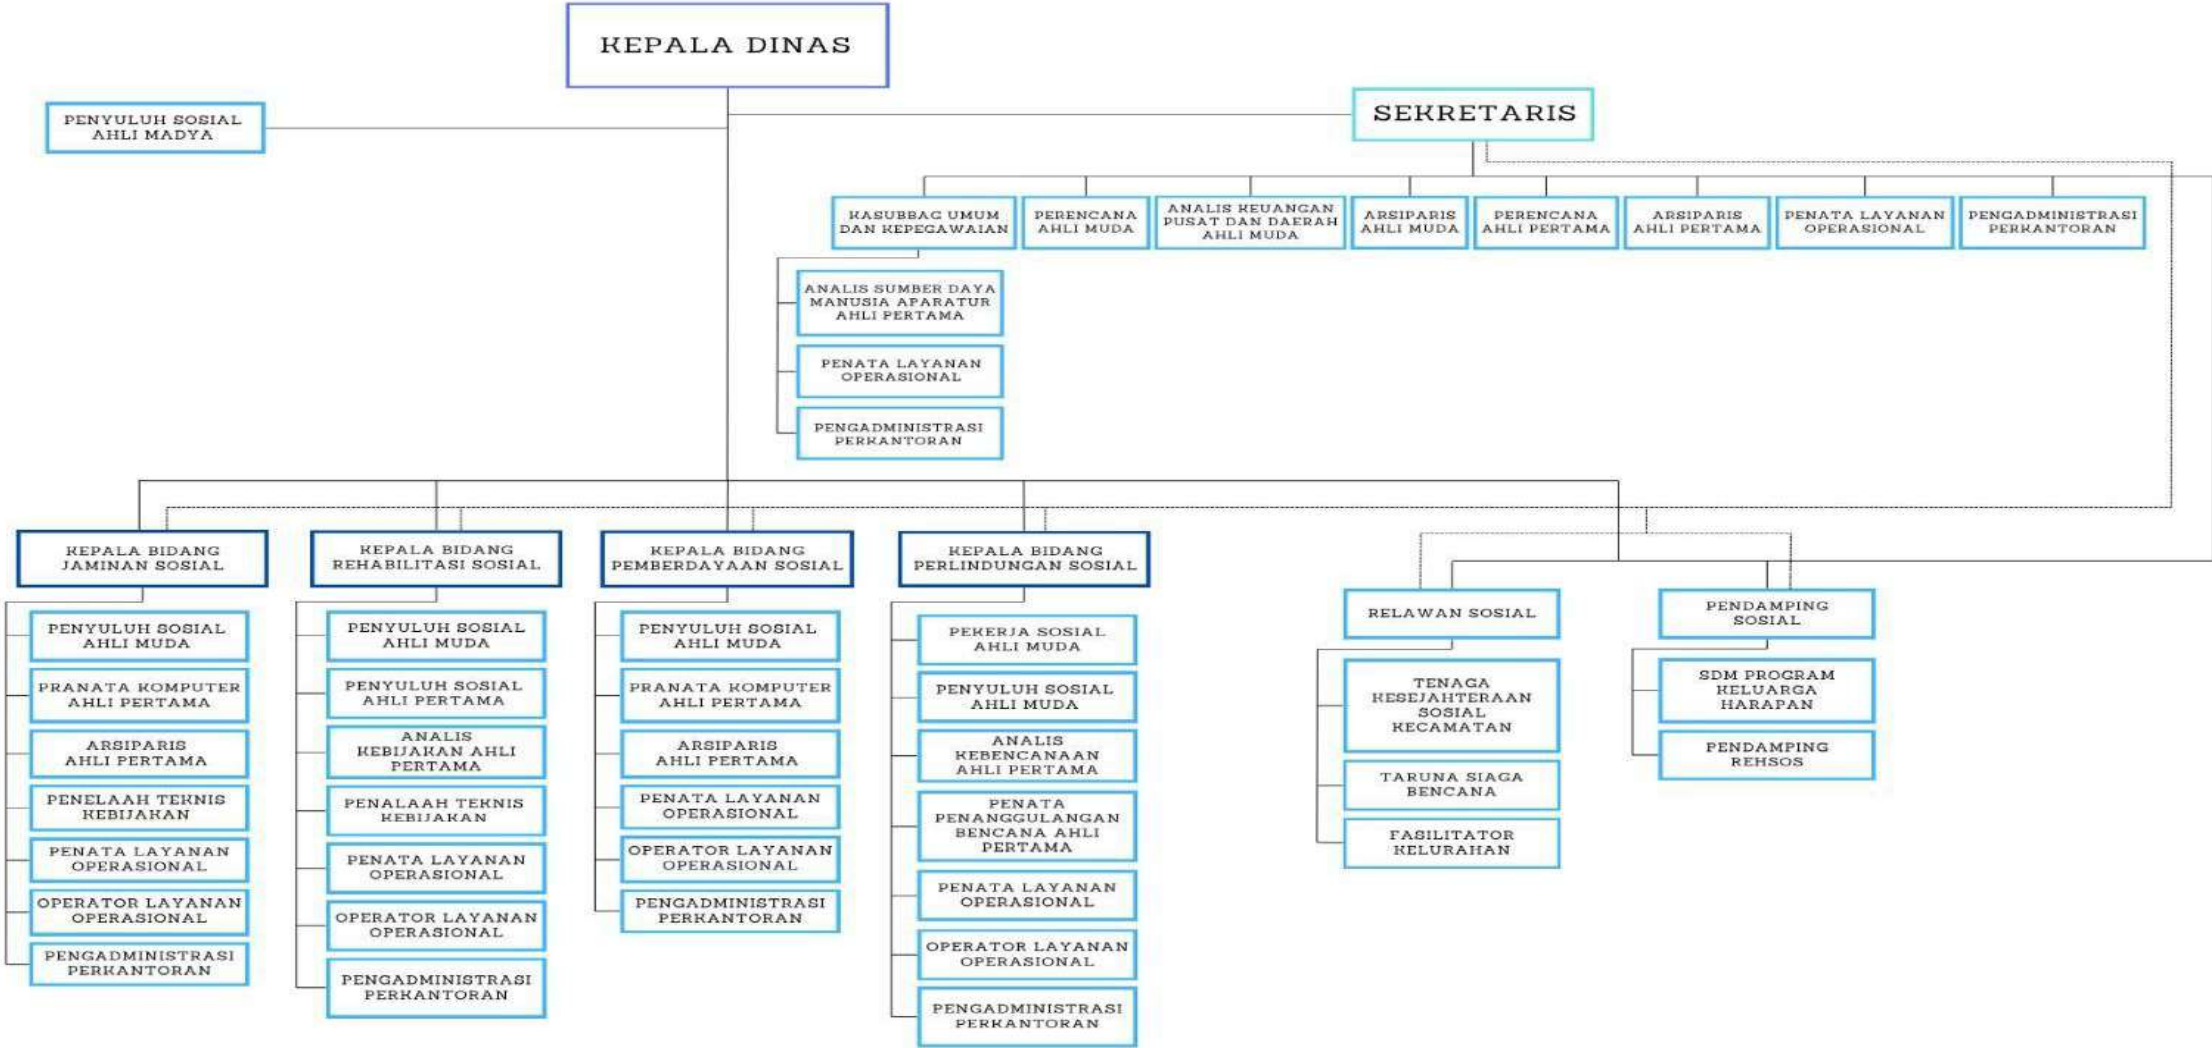 KEPALA DINAS
PENYULUH SOSIAL
AHLI MADYA
SEKRETARIS
KASUBBAG UMUM
DAN KEPEGAWAIAN
PERENCANA
AHLI MUDA
ANALIS KEUANGAN
PUSAT DAN DAERAH
AHLI MUDA
ARSIPARIS
AHLI MUDA
PERENCANA
AHLI PERTAMA
ARSIPARIS
AHLI PERTAMA
PENATA LAYANAN
OPERASIONAL
PENGADMINISTRASI
PERKANTORAN
ANALIS SUMBER DAYA
MANUSIA APARATUR
AHLI PERTAMA
PENATA LAYANAN
OPERASIONAL
PENGADMINISTRASI
PERKANTORAN
KEPALA BIDANG
JAMINAN SOSIAL
PENYULUH SOSIAL
AHLI MUDA
PRANATA KOMPUTER
AHLI PERTAMA
ARSIPARIS
AHLI PERTAMA
PENELAAH TEKNIS
KEBIJAKAN
PENATA LAYANAN
OPERASIONAL
OPERATOR LAYANAN
OPERASIONAL
PENGADMINISTRASI
PERKANTORAN
KEPALA BIDANG
REHABILITASI SOSIAL
PENYULUH SOSIAL
AHLI MUDA
PENYULUH SOSIAL
AHLI PERTAMA
ANALIS
KEBIJAKAN AHLI
PERTAMA
PENALAAH TEKNIS
KEBIJAKAN
PENATA LAYANAN
OPERASIONAL
OPERATOR LAYANAN
OPERASIONAL
PENGADMINISTRASI
PERKANTORAN
KEPALA BIDANG
PEMBERDAYAAN SOSIAL
PENYULUH SOSIAL
AHLI MUDA
PRANATA KOMPUTER
AHLI PERTAMA
ARSIPARIS
AHLI PERTAMA
PENATA LAYANAN
OPERASIONAL
OPERATOR LAYANAN
OPERASIONAL
PENGADMINISTRASI
PERKANTORAN
KEPALA BIDANG
PERLINDUNGAN SOSIAL
PEKERJA SOSIAL
AHLI MUDA
PENYULUH SOSIAL
AHLI MUDA
ANALIS
KEBENCANAAN
AHLI PERTAMA
PENATA
PENANGGULANGAN
BENCANA AHLI
PERTAMA
PENATA LAYANAN
OPERASIONAL
OPERATOR LAYANAN
OPERASIONAL
PENGADMINISTRASI
PERKANTORAN
RELAWAN SOSIAL
TENAGA
KESEJAHTERAAN
SOSIAL
KECAMATAN
TARUNA SIAGA
BENCANA
FASILITATOR
KELURAHAN
PENDAMPING
SOSIAL
SDM PROGRAM
KELUARGA
HARAPAN
PENDAMPING
REHSOS